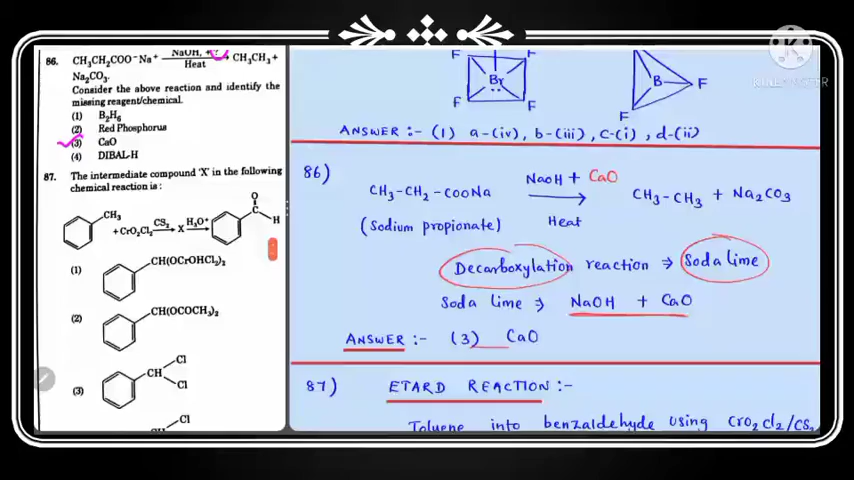 86. CH₃CH₂COO⁻Na⁺ NaOH, +? Heat CH₃CH₃+
Na₂CO₃.
Consider the above reaction and identify the
missing reagent/chemical.
(1) B₂H₆
(2) Red Phosphorus
(3) CaO
(4) DIBAL-H
87. The intermediate compound 'X' in the following
chemical reaction is:
CH₃ + CrO₂Cl₂ CS₂ → X H₃O⁺ → O C H
(1) CH(OCrOHCl₂)₂
(2) CH(OCOCH₃)₂
(3) CH Cl Cl
Cl
F F
Br
F F
B F
F
ANSWER :- (1) a-(iv), b-(iii), c-(i), d-(ii)
86)
CH₃-CH₂-COONa NaOH + CaO → Heat CH₃-CH₃ + Na₂CO₃
(Sodium propionate)
Decarboxylation reaction ⇒ Soda lime
Soda lime ⇒ NaOH + CaO
ANSWER :- (3) CaO
87) ETARD REACTION :-
Toluene into benzaldehyde using CrO₂Cl₂/CS₂
KINEMASTER